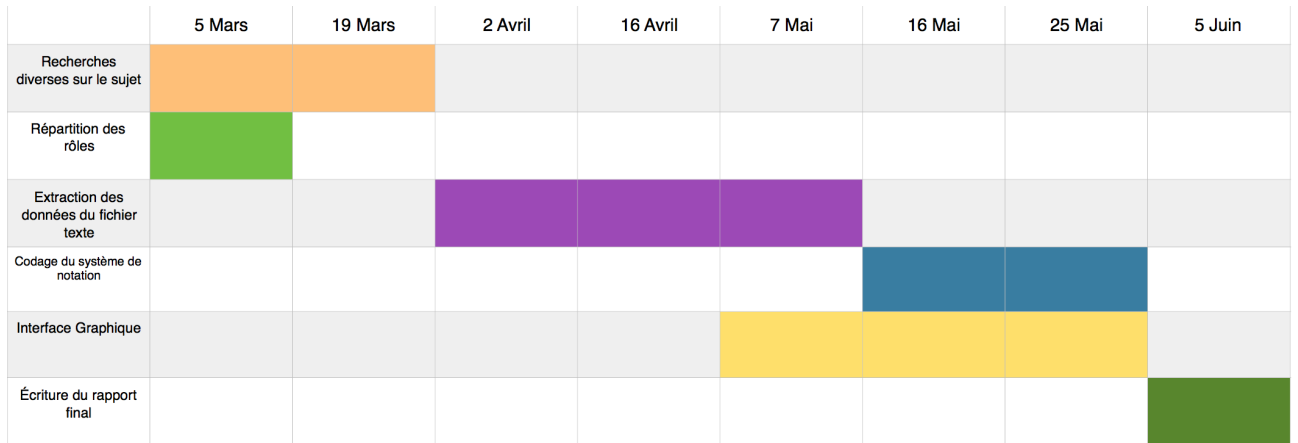 5 Mars 19 Mars 2 Avril 16 Avril 7 Mai 16 Mai 25 Mai 5 Juin
Recherches
diverses sur le sujet
Répartition des
rôles
Extraction des
données du fichier
texte
Codage du système de
notation
Interface Graphique
Écriture du rapport
final